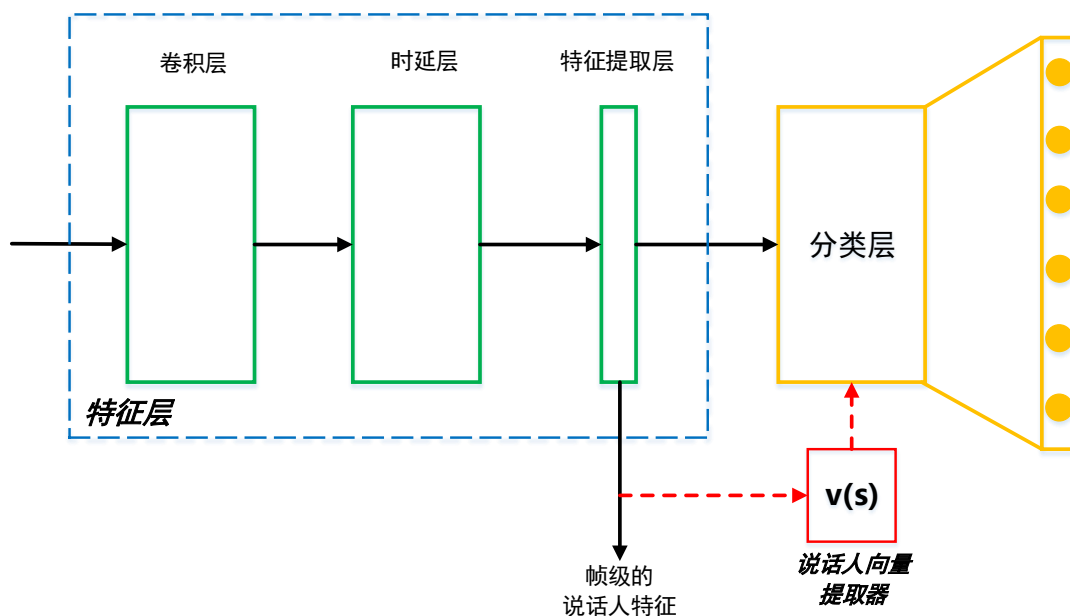 卷积层
时延层
特征提取层
分类层
特征层
v(s)
说话人向量
提取器
帧级的
说话人特征